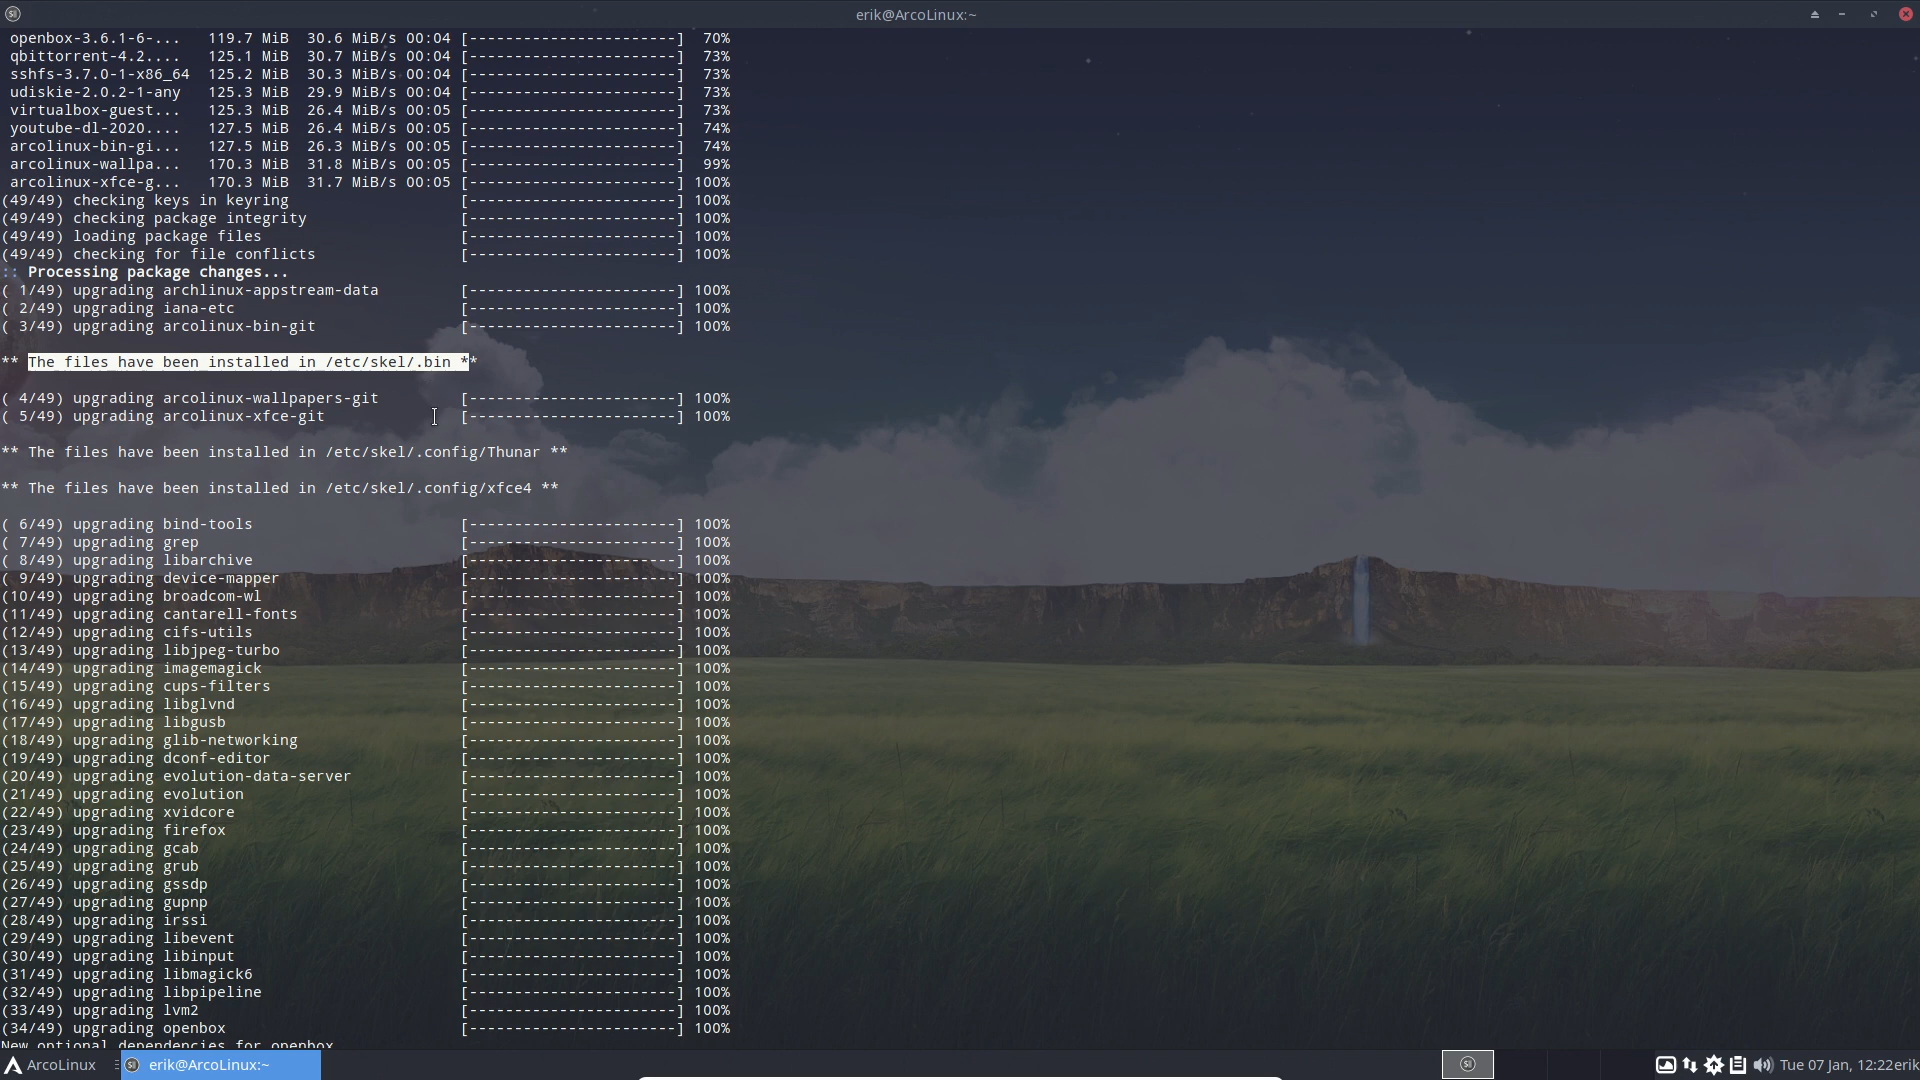 erik@ArcoLinux:~
openbox-3.6.1-6-... 119.7 MiB 30.6 MiB/s 00:04 [-----------------------] 70%
qbittorrent-4.2.... 125.1 MiB 30.7 MiB/s 00:04 [-----------------------] 73%
sshfs-3.7.0-1-x86_64 125.2 MiB 30.3 MiB/s 00:04 [-----------------------] 73%
udiskie-2.0.2-1-any 125.3 MiB 29.9 MiB/s 00:04 [-----------------------] 73%
virtualbox-guest... 125.3 MiB 26.4 MiB/s 00:05 [-----------------------] 73%
youtube-dl-2020.... 127.5 MiB 26.4 MiB/s 00:05 [-----------------------] 74%
arcolinux-bin-gi... 127.5 MiB 26.3 MiB/s 00:05 [-----------------------] 74%
arcolinux-wallpa... 170.3 MiB 31.8 MiB/s 00:05 [-----------------------] 99%
arcolinux-xfce-g... 170.3 MiB 31.7 MiB/s 00:05 [-----------------------] 100%
(49/49) checking keys in keyring [-----------------------] 100%
(49/49) checking package integrity [-----------------------] 100%
(49/49) loading package files [-----------------------] 100%
(49/49) checking for file conflicts [-----------------------] 100%
:: Processing package changes...
( 1/49) upgrading archlinux-appstream-data [-----------------------] 100%
( 2/49) upgrading iana-etc [-----------------------] 100%
( 3/49) upgrading arcolinux-bin-git [-----------------------] 100%
** The files have been installed in /etc/skel/.bin **
( 4/49) upgrading arcolinux-wallpapers-git [-----------------------] 100%
( 5/49) upgrading arcolinux-xfce-git [-----------------------] 100%
** The files have been installed in /etc/skel/.config/Thunar **
** The files have been installed in /etc/skel/.config/xfce4 **
( 6/49) upgrading bind-tools [-----------------------] 100%
( 7/49) upgrading grep [-----------------------] 100%
( 8/49) upgrading libarchive [-----------------------] 100%
( 9/49) upgrading device-mapper [-----------------------] 100%
(10/49) upgrading broadcom-wl [-----------------------] 100%
(11/49) upgrading cantarell-fonts [-----------------------] 100%
(12/49) upgrading cifs-utils [-----------------------] 100%
(13/49) upgrading libjpeg-turbo [-----------------------] 100%
(14/49) upgrading imagemagick [-----------------------] 100%
(15/49) upgrading cups-filters [-----------------------] 100%
(16/49) upgrading libglvnd [-----------------------] 100%
(17/49) upgrading libgusb [-----------------------] 100%
(18/49) upgrading glib-networking [-----------------------] 100%
(19/49) upgrading dconf-editor [-----------------------] 100%
(20/49) upgrading evolution-data-server [-----------------------] 100%
(21/49) upgrading evolution [-----------------------] 100%
(22/49) upgrading xvidcore [-----------------------] 100%
(23/49) upgrading firefox [-----------------------] 100%
(24/49) upgrading gcab [-----------------------] 100%
(25/49) upgrading grub [-----------------------] 100%
(26/49) upgrading gssdp [-----------------------] 100%
(27/49) upgrading gupnp [-----------------------] 100%
(28/49) upgrading irssi [-----------------------] 100%
(29/49) upgrading libevent [-----------------------] 100%
(30/49) upgrading libinput [-----------------------] 100%
(31/49) upgrading libmagick6 [-----------------------] 100%
(32/49) upgrading libpipeline [-----------------------] 100%
(33/49) upgrading lvm2 [-----------------------] 100%
(34/49) upgrading openbox [-----------------------] 100%
New optional dependencies for openbox
ArcoLinux erik@ArcoLinux:~ Tue 07 Jan, 12:22erik